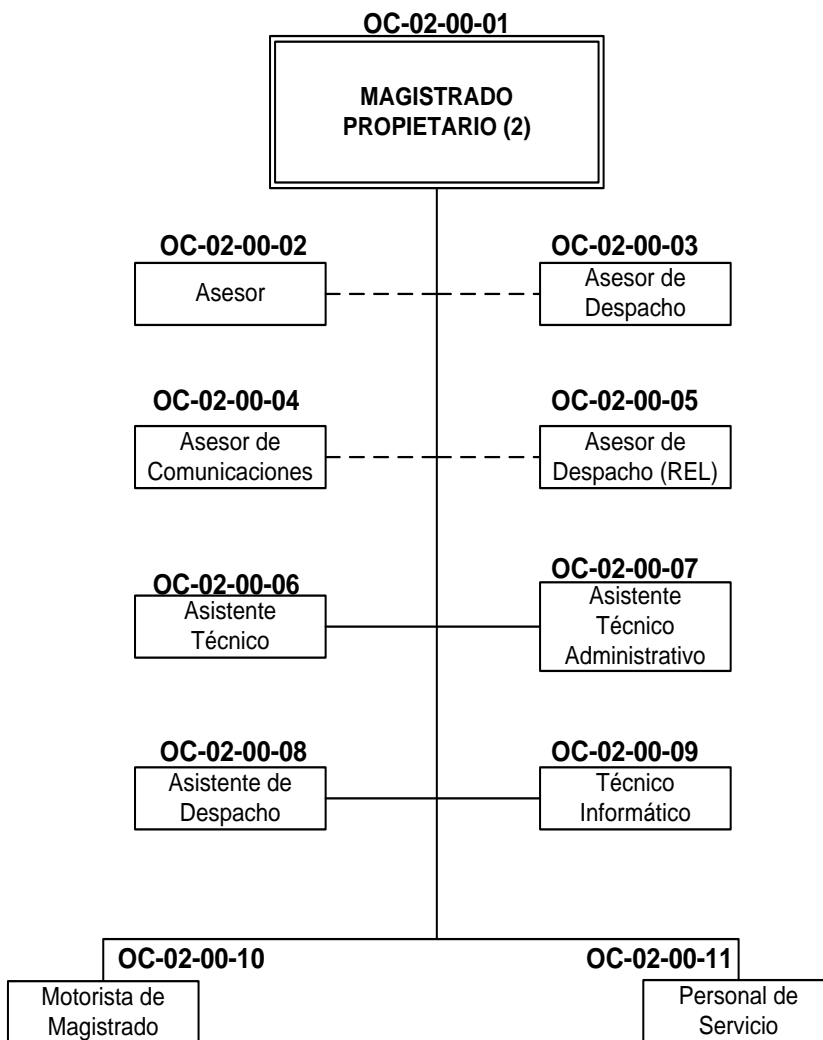 OC-02-00-01
MAGISTRADO
PROPIETARIO (2)
OC-02-00-02
Asesor
OC-02-00-03
Asesor de
Despacho
OC-02-00-04
Asesor de
Comunicaciones
OC-02-00-05
Asesor de
Despacho (REL)
OC-02-00-06
Asistente
Técnico
OC-02-00-07
Asistente
Técnico
Administrativo
OC-02-00-08
Asistente de
Despacho
OC-02-00-09
Técnico
Informático
OC-02-00-10
Motorista de
Magistrado
OC-02-00-11
Personal de
Servicio